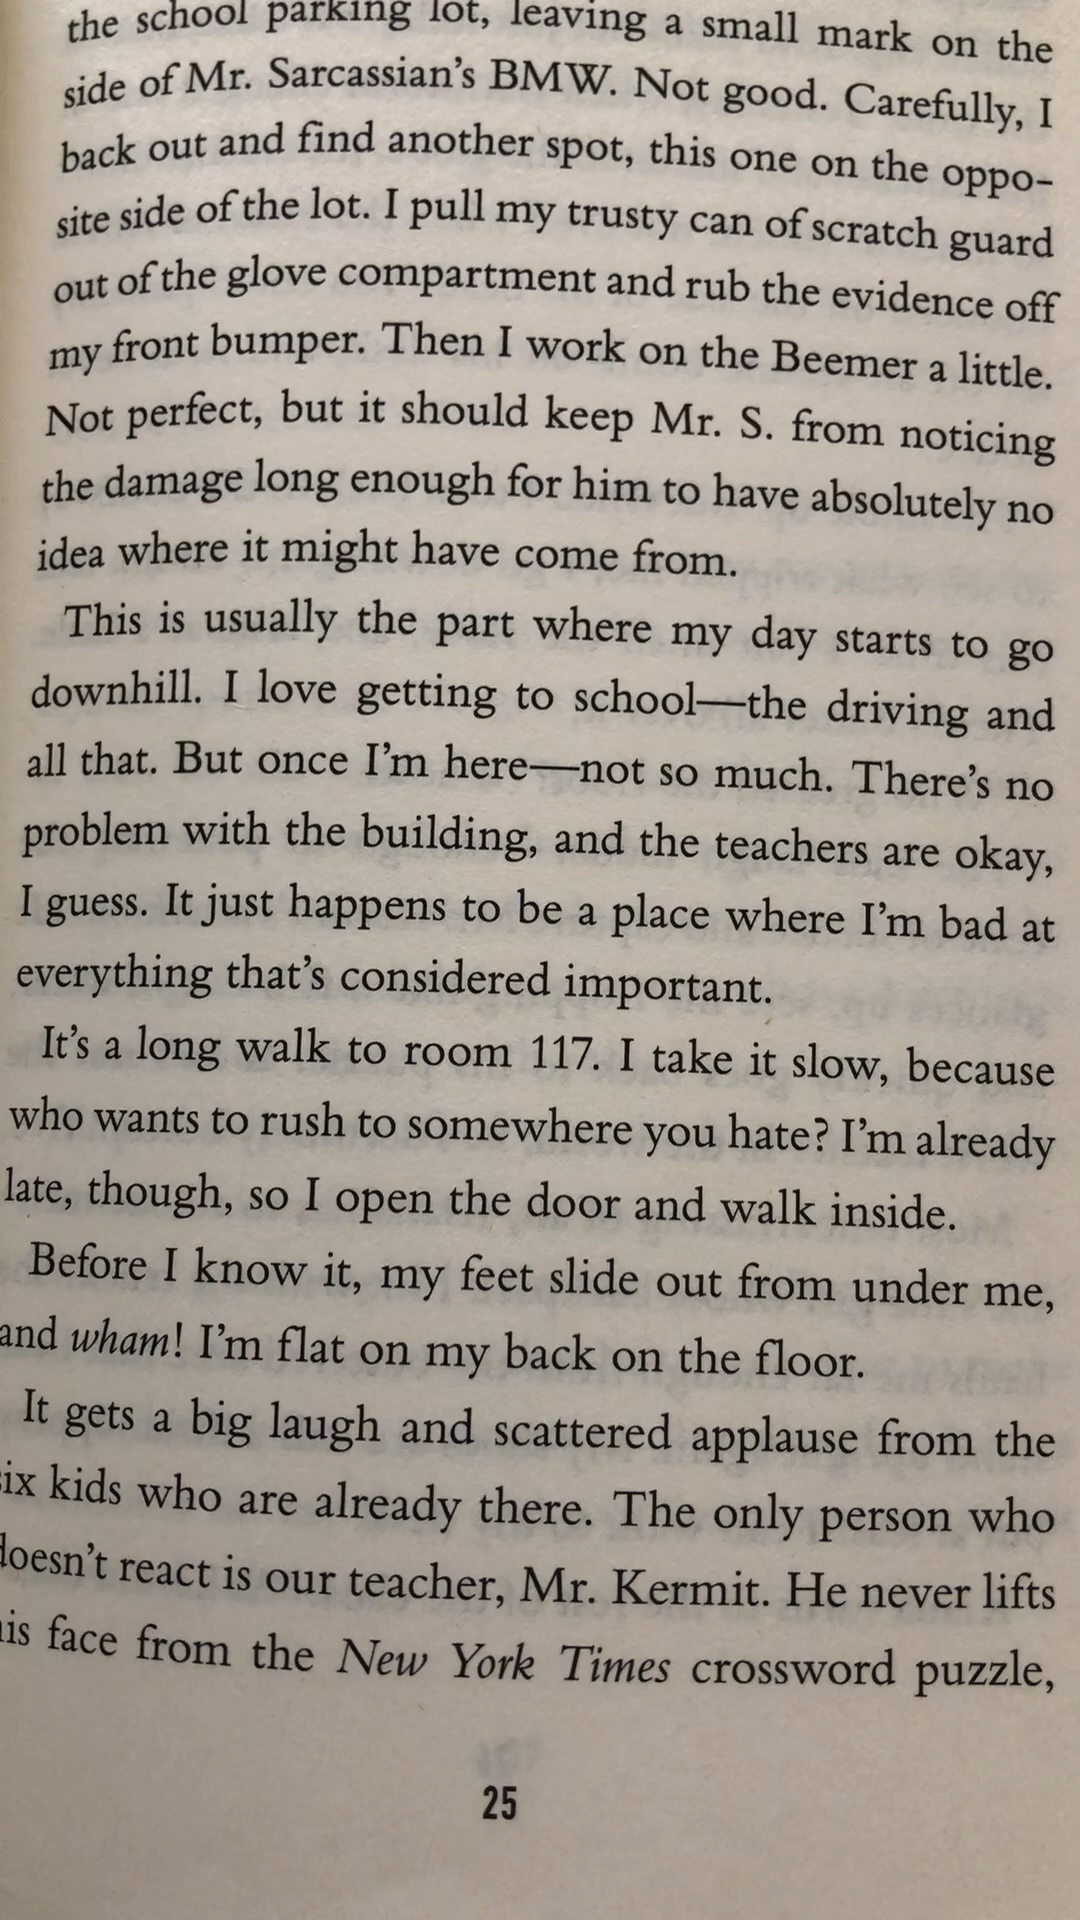 the school parking lot, leaving a small mark on the
side of Mr. Sarcassian's BMW. Not good. Carefully, I
back out and find another spot, this one on the oppo-
site side of the lot. I pull my trusty can of scratch guard
out of the glove compartment and rub the evidence off
my front bumper. Then I work on the Beemer a little.
Not perfect, but it should keep Mr. S. from noticing
the damage long enough for him to have absolutely no
idea where it might have come from.
This is usually the part where my day starts to go
downhill. I love getting to school—the driving and
all that. But once I'm here—not so much. There's no
problem with the building, and the teachers are okay,
I guess. It just happens to be a place where I'm bad at
everything that's considered important.
It's a long walk to room 117. I take it slow, because
who wants to rush to somewhere you hate? I'm already
late, though, so I open the door and walk inside.
Before I know it, my feet slide out from under me,
and wham! I'm flat on my back on the floor.
It gets a big laugh and scattered applause from the
six kids who are already there. The only person who
doesn't react is our teacher, Mr. Kermit. He never lifts
his face from the New York Times crossword puzzle,
25